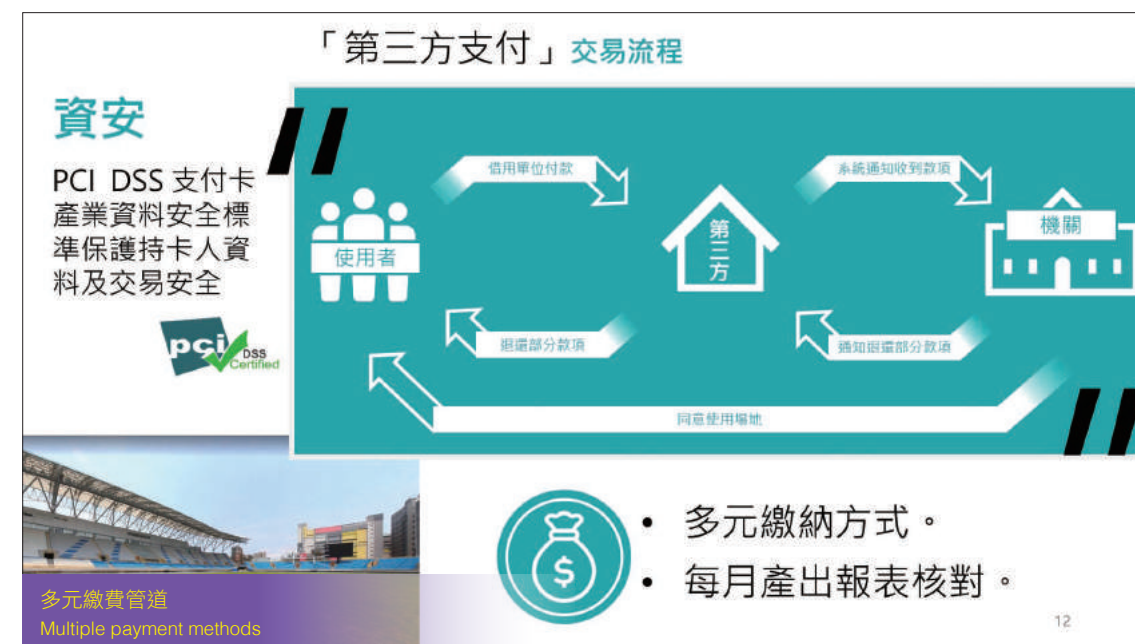 「第三方支付」交易流程
資安
PCI DSS 支付卡
產業資料安全標
準保護持卡人資
料及交易安全
pci
DSS
Certified
借用單位付款
系統通知收到款項
使用者
第三方
機關
退還部分款項
通知退還部分款項
同意使用場地
$
• 多元繳納方式。
• 每月產出報表核對。
多元繳費管道
Multiple payment methods
12